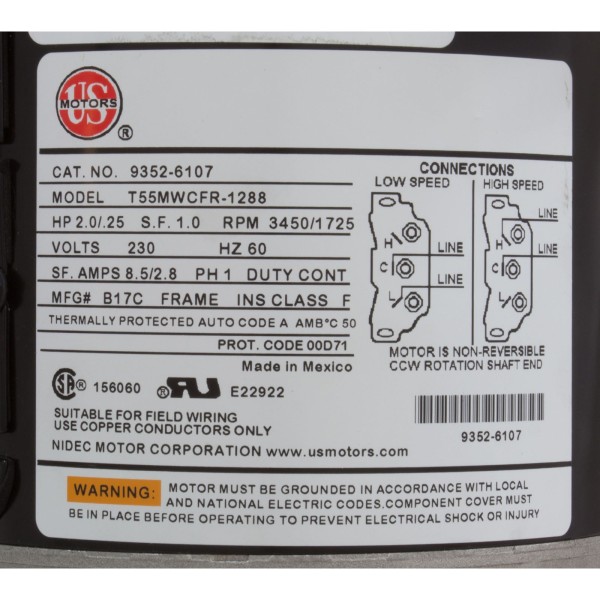 US
MOTORS
®
CAT. NO. 9352-6107
MODEL T55MWCFR-1288
HP 2.0/.25 S.F. 1.0 RPM 3450/1725
VOLTS 230 HZ 60
SF. AMPS 8.5/2.8 PH 1 DUTY CONT
MFG# B17C FRAME INS CLASS F
THERMALLY PROTECTED AUTO CODE A AMB°C 50
PROT. CODE 00D71
Made in Mexico
CONNECTIONS
LOW SPEED HIGH SPEED
H LINE H LINE
C LINE C LINE
L L
MOTOR IS NON-REVERSIBLE
CCW ROTATION SHAFT END
SA ® 156060 RU ® E22922
SUITABLE FOR FIELD WIRING
USE COPPER CONDUCTORS ONLY
NIDEC MOTOR CORPORATION www.usmotors.com
9352-6107
WARNING: MOTOR MUST BE GROUNDED IN ACCORDANCE WITH LOCAL
AND NATIONAL ELECTRIC CODES.COMPONENT COVER MUST
BE IN PLACE BEFORE OPERATING TO PREVENT ELECTRICAL SHOCK OR INJURY